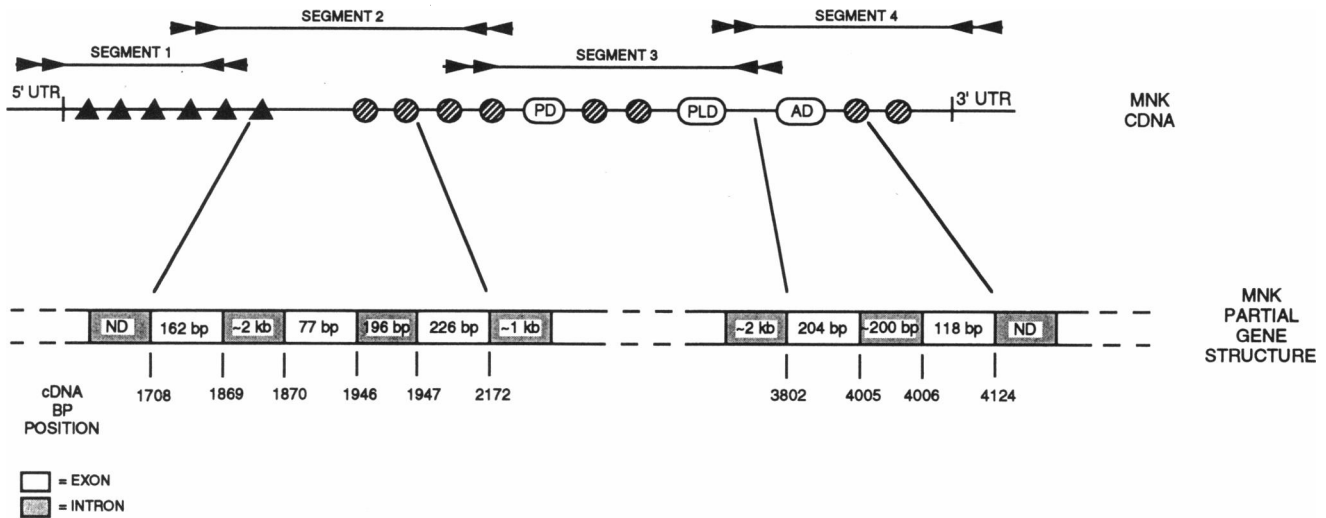 SEGMENT 2
SEGMENT 4
SEGMENT 1
SEGMENT 3
5' UTR
PD
PLD
AD
3' UTR
MNK
CDNA
ND
162 bp
~2 kb
77 bp
196 bp
226 bp
~1 kb
~2 kb
204 bp
~200 bp
118 bp
ND
MNK
PARTIAL
GENE
STRUCTURE
cDNA
BP
POSITION
1708
1869
1870
1946
1947
2172
3802
4005
4006
4124
= EXON
= INTRON